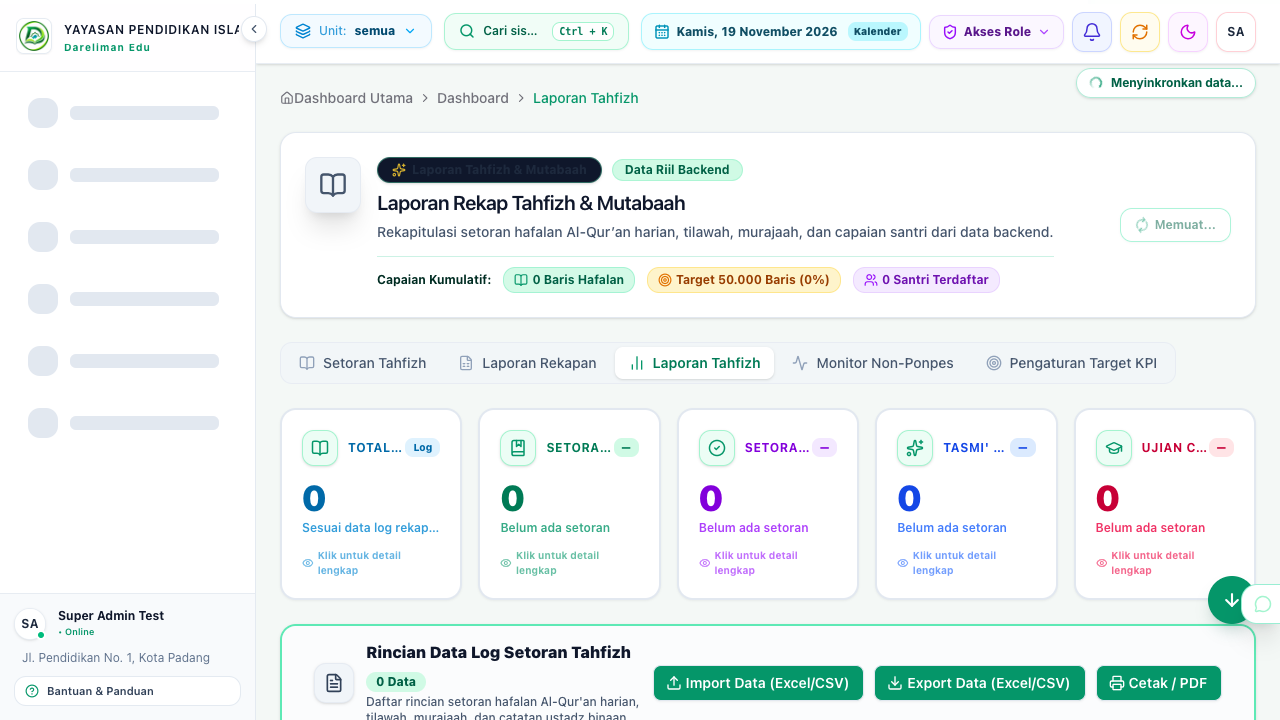 YAYASAN PENDIDIKAN ISLA
Dareliman Edu
Unit: semua
Cari sis...
Ctrl + K
Kamis, 19 November 2026
Kalender
Akses Role
SA
Menyinkronkan data...
Dashboard Utama
Dashboard
Laporan Tahfizh
Laporan Tahfizh & Mutabaah
Data Riil Backend
Laporan Rekap Tahfizh & Mutabaah
Rekapitulasi setoran hafalan Al-Qur'an harian, tilawah, murajaah, dan capaian santri dari data backend.
Memuat...
Capaian Kumulatif:
0 Baris Hafalan
Target 50.000 Baris (0%)
0 Santri Terdaftar
Setoran Tahfizh
Laporan Rekapan
Laporan Tahfizh
Monitor Non-Ponpes
Pengaturan Target KPI
TOTAL...
Log
0
Sesuai data log rekap...
Klik untuk detail
lengkap
SETORA...
–
0
Belum ada setoran
Klik untuk detail
lengkap
SETORA...
–
0
Belum ada setoran
Klik untuk detail
lengkap
TASMI' ...
–
0
Belum ada setoran
Klik untuk detail
lengkap
UJIAN C...
–
0
Belum ada setoran
Klik untuk detail
lengkap
Rincian Data Log Setoran Tahfizh
0 Data
Daftar rincian setoran hafalan Al-Qur'an harian,
tilawah, murajaah, dan catatan ustadz binaan
Import Data (Excel/CSV)
Export Data (Excel/CSV)
Cetak / PDF
SA
Super Admin Test
• Online
Jl. Pendidikan No. 1, Kota Padang
Bantuan & Panduan